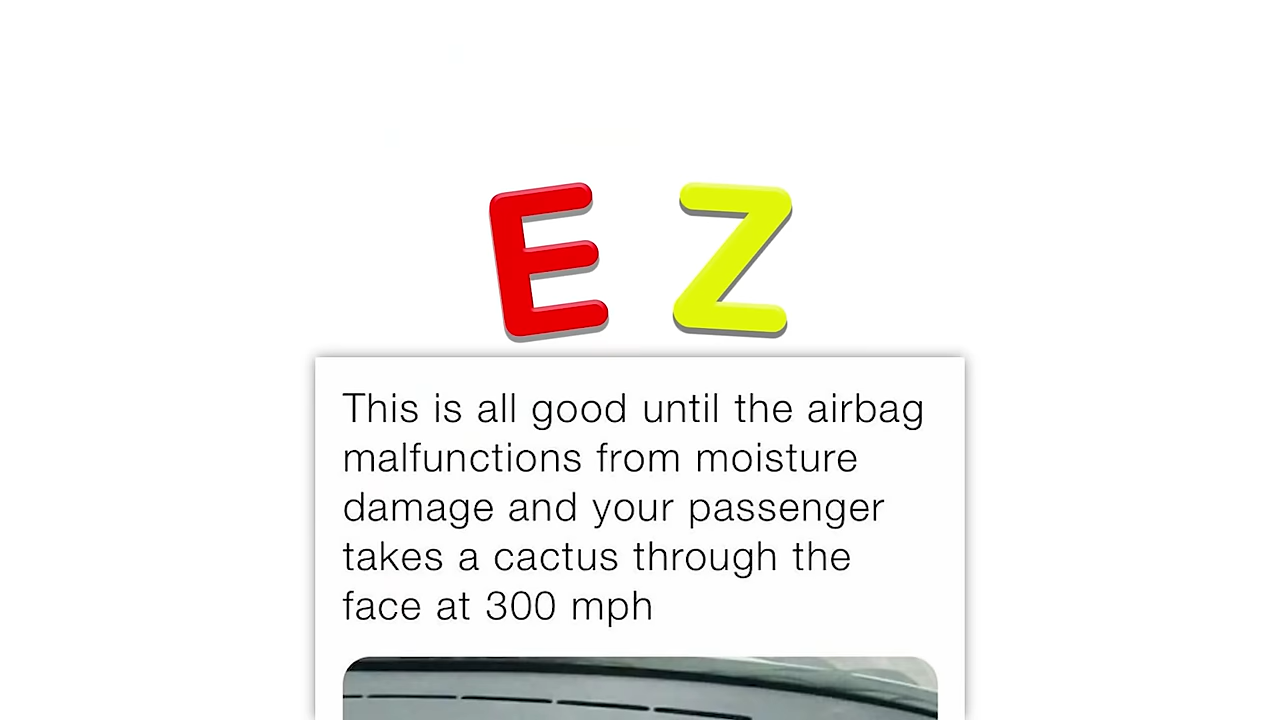 E Z
This is all good until the airbag
malfunctions from moisture
damage and your passenger
takes a cactus through the
face at 300 mph